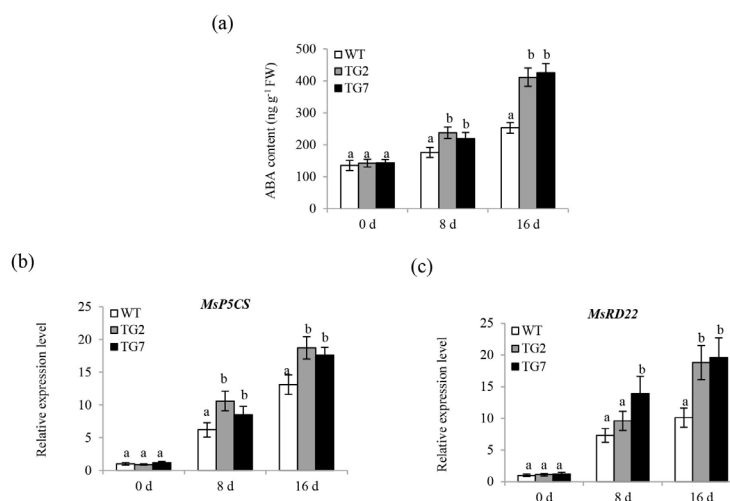 (a)
500
400
300
200
100
0
ABA content (ng g⁻¹ FW)
WT
TG2
TG7
a a a
a b b
a b b
0 d 8 d 16 d
(b)
MsP5CS
25
20
15
10
5
0
Relative expression level
WT
TG2
TG7
a a a
a b b
a b b
0 d 8 d 16 d
(c)
MsRD22
25
20
15
10
5
0
Relative expression level
WT
TG2
TG7
a a a
a a b
a b b
0 d 8 d 16 d